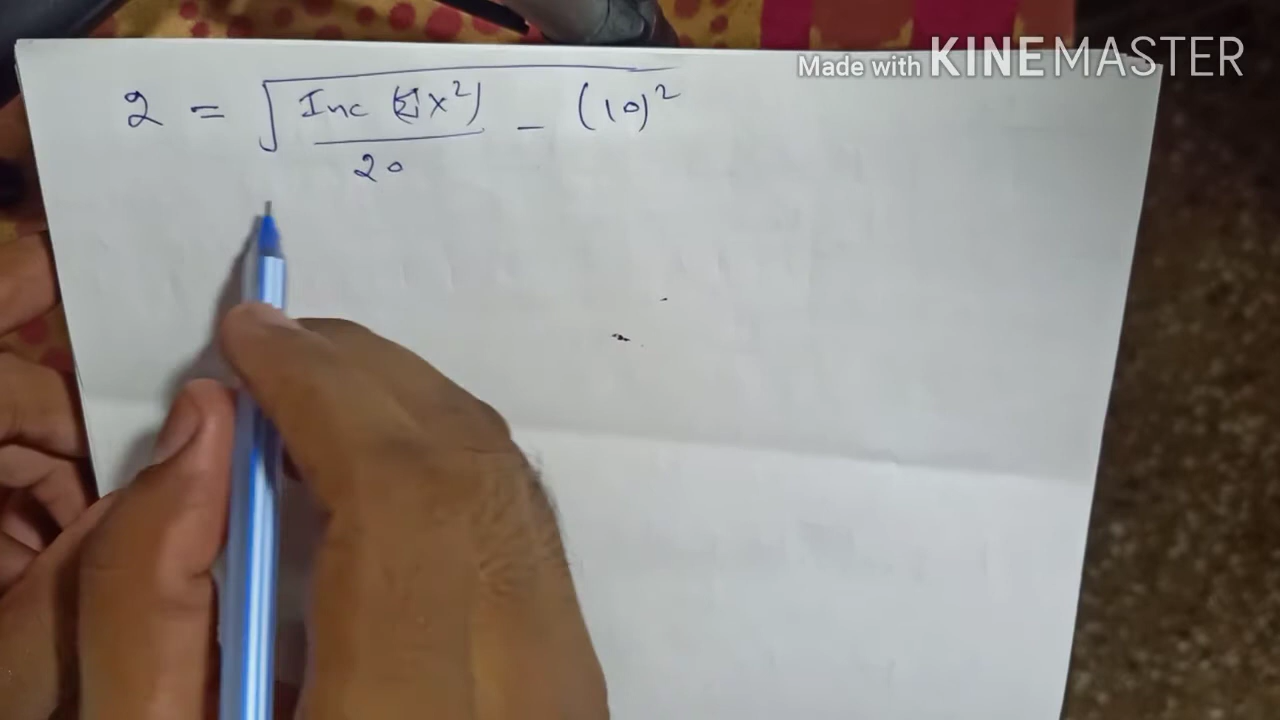 Made with KINEMASTER
2 = √ Inc (Σx²) / 20 − (10)²